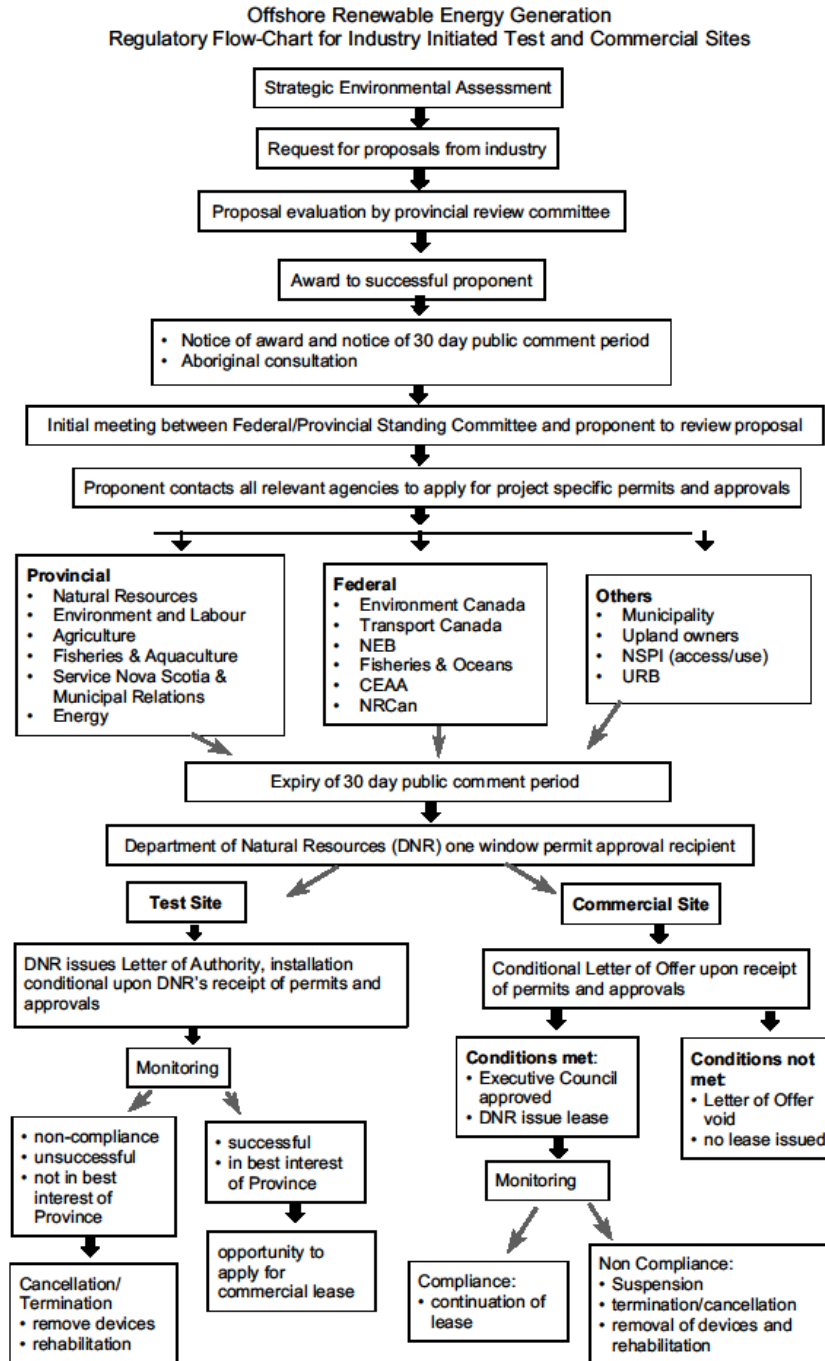 Offshore Renewable Energy Generation
Regulatory Flow-Chart for Industry Initiated Test and Commercial Sites
Strategic Environmental Assessment
Request for proposals from industry
Proposal evaluation by provincial review committee
Award to successful proponent
• Notice of award and notice of 30 day public comment period
• Aboriginal consultation
Initial meeting between Federal/Provincial Standing Committee and proponent to review proposal
Proponent contacts all relevant agencies to apply for project specific permits and approvals
Provincial
• Natural Resources
• Environment and Labour
• Agriculture
• Fisheries & Aquaculture
• Service Nova Scotia &
Municipal Relations
• Energy
Federal
• Environment Canada
• Transport Canada
• NEB
• Fisheries & Oceans
• CEAA
• NRCan
Others
• Municipality
• Upland owners
• NSPI (access/use)
• URB
Expiry of 30 day public comment period
Department of Natural Resources (DNR) one window permit approval recipient
Test Site
DNR issues Letter of Authority, installation
conditional upon DNR's receipt of permits and
approvals
Monitoring
• non-compliance
• unsuccessful
• not in best
interest of
Province
• successful
• in best interest
of Province
Cancellation/
Termination
• remove devices
• rehabilitation
opportunity to
apply for
commercial lease
Commercial Site
Conditional Letter of Offer upon receipt
of permits and approvals
Conditions met:
• Executive Council
approved
• DNR issue lease
Conditions not
met:
• Letter of Offer
void
• no lease issued
Monitoring
Compliance:
• continuation of
lease
Non Compliance:
• Suspension
• termination/cancellation
• removal of devices and
rehabilitation